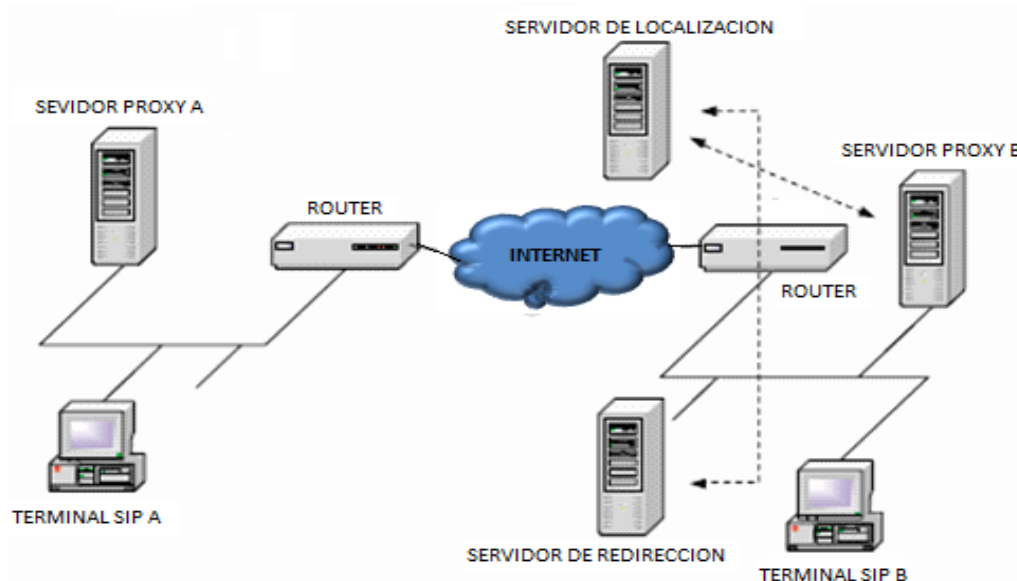 SERVIDOR DE LOCALIZACION
SEVIDOR PROXY A
SERVIDOR PROXY B
ROUTER
INTERNET
ROUTER
TERMINAL SIP A
SERVIDOR DE REDIRECCION
TERMINAL SIP B